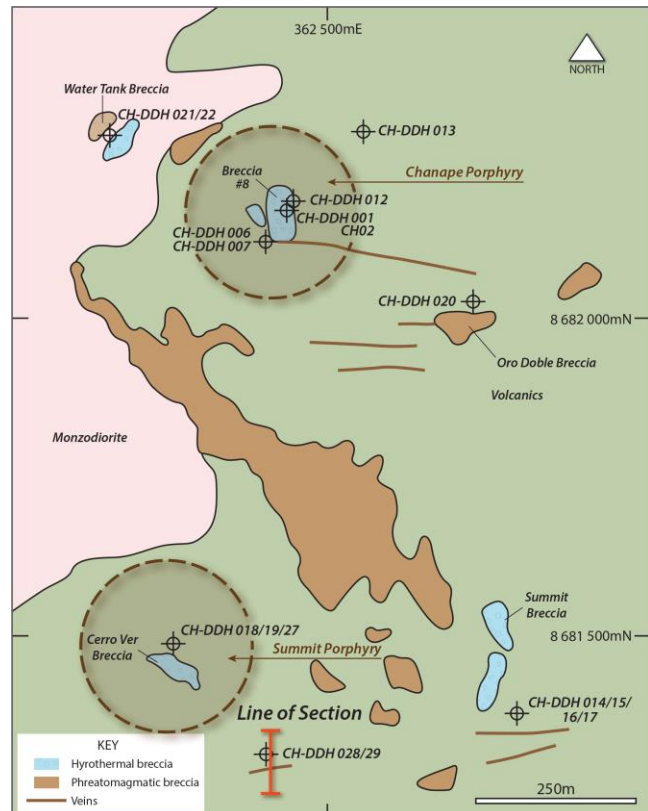 362 500mE
NORTH
Water Tank Breccia
CH-DDH 021/22
CH-DDH 013
Breccia
#8
Chanape Porphyry
CH-DDH 012
CH-DDH 001
CH02
CH-DDH 006
CH-DDH 007
CH-DDH 020
8 682 000mN
Oro Doble Breccia
Volcanics
Monzodiorite
Summit
Breccia
CH-DDH 018/19/27
8 681 500mN
Cerro Ver
Breccia
Summit Porphyry
CH-DDH 014/15/
16/17
Line of Section
CH-DDH 028/29
KEY
Hyrothermal breccia
Phreatomagmatic breccia
Veins
250m